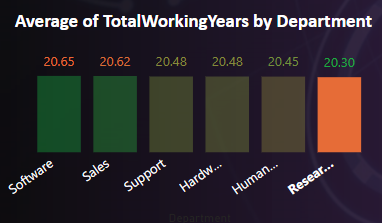 Average of TotalWorkingYears by Department
20.65 20.62 20.48 20.48 20.45 20.30
Software Sales Support Hardw... Human... Resear...
Department